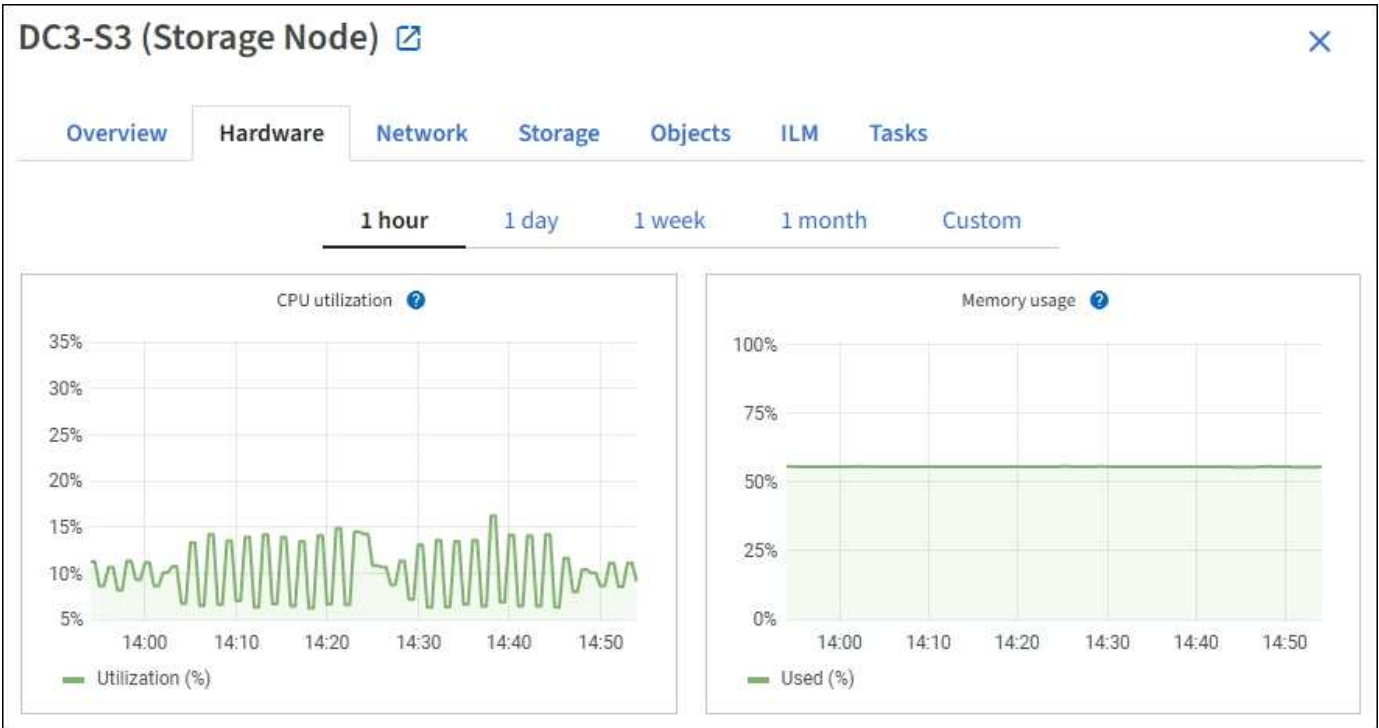 DC3-S3 (Storage Node)
Overview Hardware Network Storage Objects ILM Tasks
1 hour 1 day 1 week 1 month Custom
CPU utilization ?
35%
30%
25%
20%
15%
10%
5%
14:00 14:10 14:20 14:30 14:40 14:50
Utilization (%)
Memory usage ?
100%
75%
50%
25%
0%
14:00 14:10 14:20 14:30 14:40 14:50
Used (%)